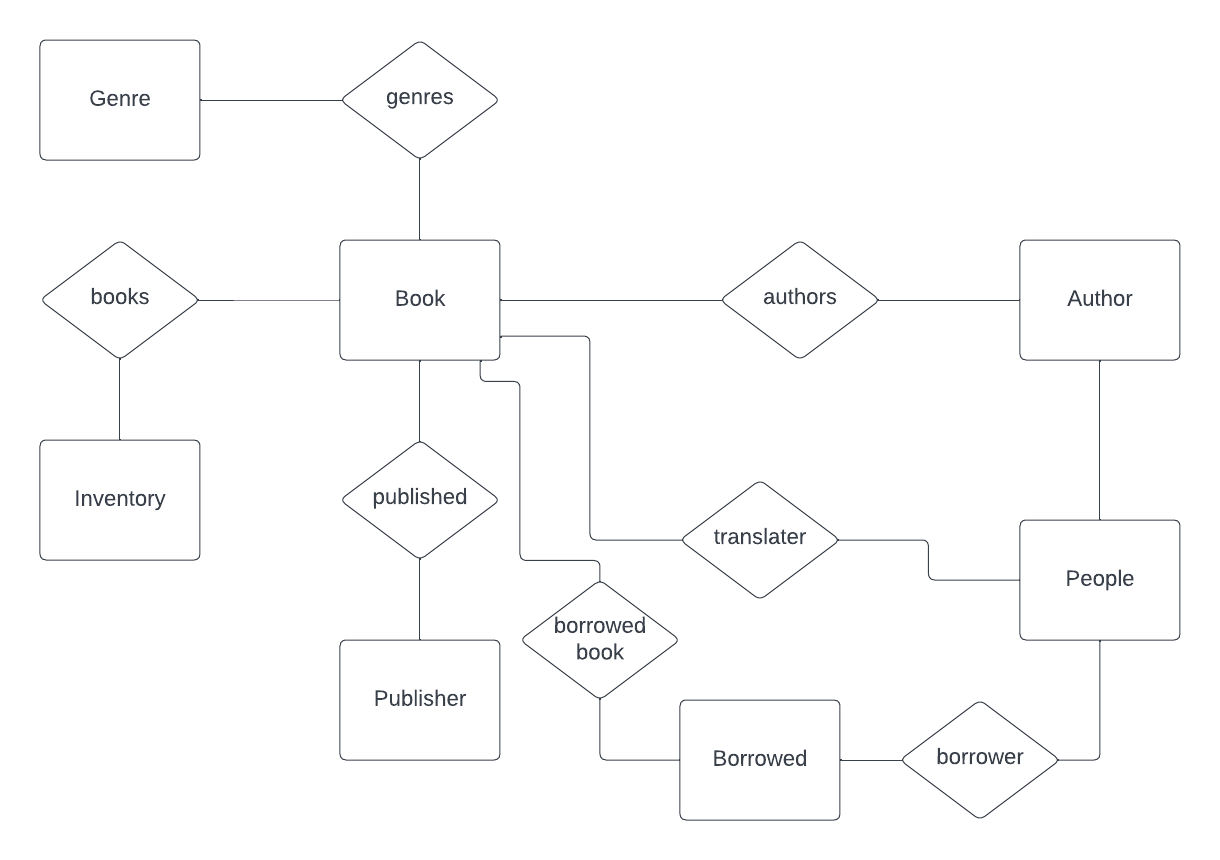 Genre
genres
books
Book
authors
Author
Inventory
published
translater
People
borrowed
book
Publisher
Borrowed
borrower